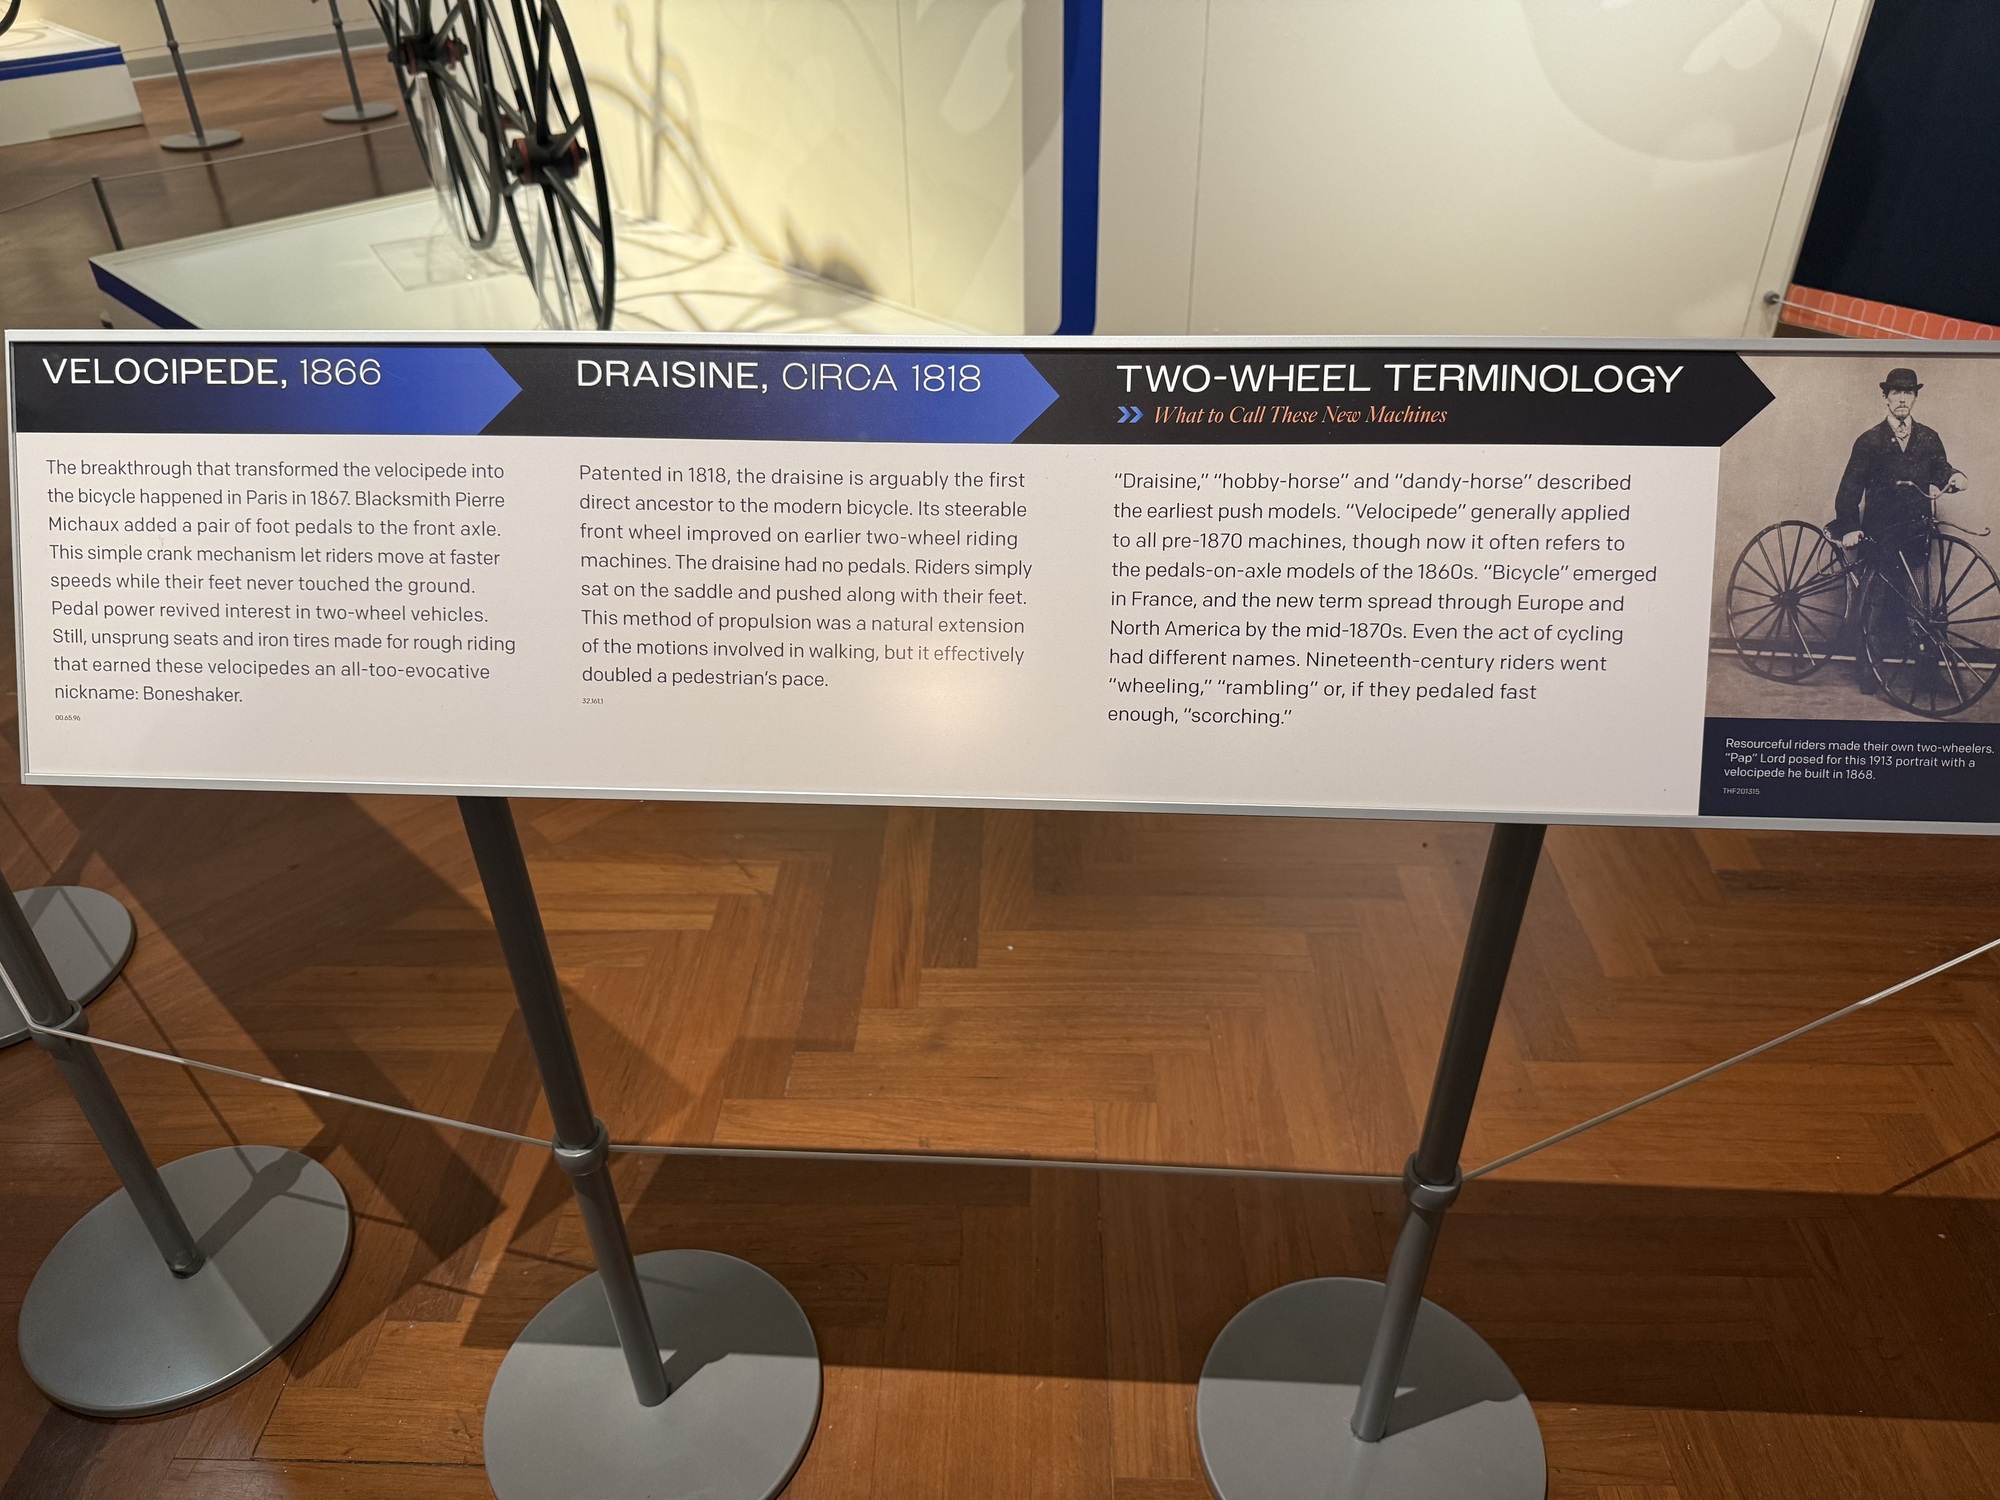 VELOCIPEDE, 1866
The breakthrough that transformed the velocipede into
the bicycle happened in Paris in 1867. Blacksmith Pierre
Michaux added a pair of foot pedals to the front axle.
This simple crank mechanism let riders move at faster
speeds while their feet never touched the ground.
Pedal power revived interest in two-wheel vehicles.
Still, unsprung seats and iron tires made for rough riding
that earned these velocipedes an all-too-evocative
nickname: Boneshaker.
00.65.96
DRAISINE, CIRCA 1818
Patented in 1818, the draisine is arguably the first
direct ancestor to the modern bicycle. Its steerable
front wheel improved on earlier two-wheel riding
machines. The draisine had no pedals. Riders simply
sat on the saddle and pushed along with their feet.
This method of propulsion was a natural extension
of the motions involved in walking, but it effectively
doubled a pedestrian's pace.
32.161.1
TWO-WHEEL TERMINOLOGY
What to Call These New Machines
“Draisine,” “hobby-horse” and “dandy-horse” described
the earliest push models. “Velocipede” generally applied
to all pre-1870 machines, though now it often refers to
the pedals-on-axle models of the 1860s. “Bicycle” emerged
in France, and the new term spread through Europe and
North America by the mid-1870s. Even the act of cycling
had different names. Nineteenth-century riders went
“wheeling,” “rambling” or, if they pedaled fast
enough, “scorching.”
Resourceful riders made their own two-wheelers.
“Pap” Lord posed for this 1913 portrait with a
velocipede he built in 1868.
THF201315